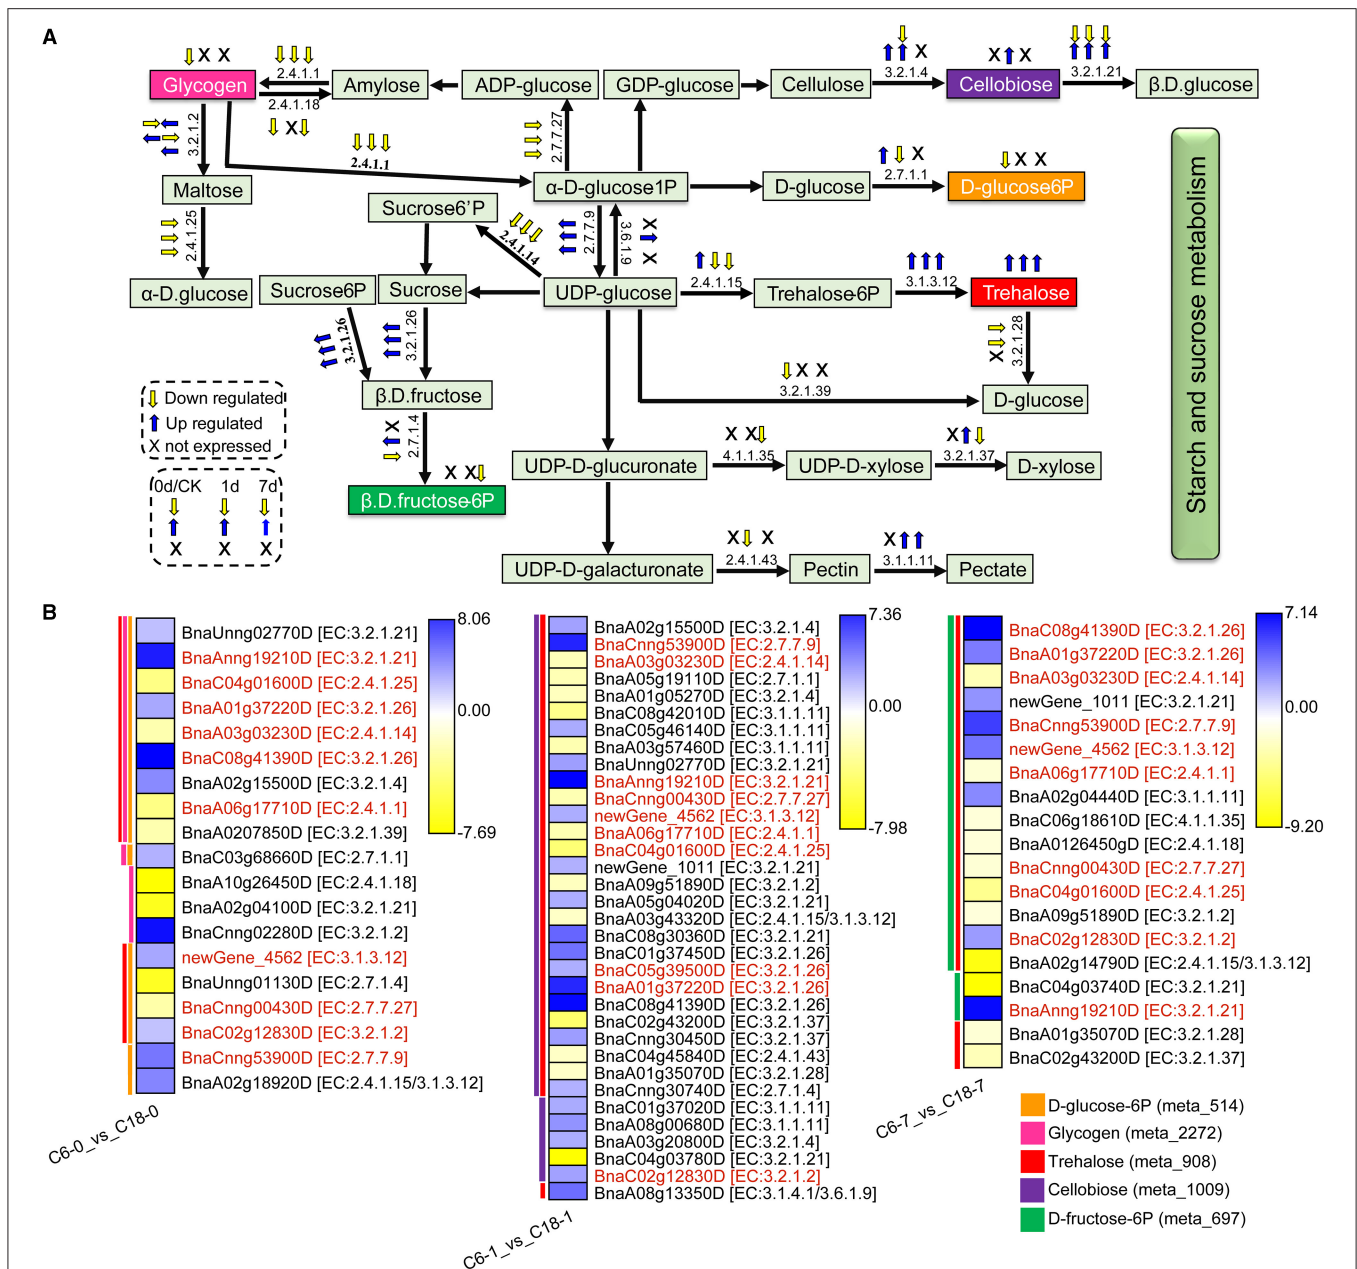 A
X X
Glycogen
2.4.1.1
2.4.1.18
X
Amylose
ADP-glucose
GDP-glucose
Cellulose
X
3.2.1.4
X X
Cellobiose
3.2.1.21
β.D.glucose
3.2.1.2
2.4.1.1
2.7.7.27
Maltose
α-D-glucose1P
D-glucose
X
2.7.1.1
X X
D-glucose6P
2.4.1.25
Sucrose6'P
2.4.1.14
2.7.7.9
3.6.1.9
X
X
α-D.glucose
Sucrose6P
Sucrose
UDP-glucose
2.4.1.15
Trehalose-6P
3.1.3.12
Trehalose
3.2.1.26
3.2.1.26
X
3.2.1.28
X X
3.2.1.39
D-glucose
β.D.fructose
X
2.7.1.4
X X
β.D.fructose-6P
UDP-D-glucuronate
X X
4.1.1.35
UDP-D-xylose
X
3.2.1.37
D-xylose
UDP-D-galacturonate
X X
2.4.1.43
Pectin
X
3.1.1.11
Pectate
Starch and sucrose metabolism
Down regulated
Up regulated
X not expressed
0d/CK 1d 7d
X X X
B
BnaUnng02770D [EC:3.2.1.21]
BnaAnng19210D [EC:3.2.1.21]
BnaC04g01600D [EC:2.4.1.25]
BnaA01g37220D [EC:3.2.1.26]
BnaA03g03230D [EC:2.4.1.14]
BnaC08g41390D [EC:3.2.1.26]
BnaA02g15500D [EC:3.2.1.4]
BnaA06g17710D [EC:2.4.1.1]
BnaA0207850D [EC:3.2.1.39]
BnaC03g68660D [EC:2.7.1.1]
BnaA10g26450D [EC:2.4.1.18]
BnaA02g04100D [EC:3.2.1.21]
BnaCnng02280D [EC:3.2.1.2]
newGene_4562 [EC:3.1.3.12]
BnaUnng01130D [EC:2.7.1.4]
BnaCnng00430D [EC:2.7.7.27]
BnaC02g12830D [EC:3.2.1.2]
BnaCnng53900D [EC:2.7.7.9]
BnaA02g18920D [EC:2.4.1.15/3.1.3.12]
C6-0_vs_C18-0
8.06
0.00
-7.69
BnaA02g15500D [EC:3.2.1.4]
BnaCnng53900D [EC:2.7.7.9]
BnaA03g03230D [EC:2.4.1.14]
BnaA05g19110D [EC:2.7.1.1]
BnaA01g05270D [EC:3.2.1.4]
BnaC08g42010D [EC:3.1.1.11]
BnaC05g46140D [EC:3.1.1.11]
BnaA03g57460D [EC:3.1.1.11]
BnaUnng02770D [EC:3.2.1.21]
BnaAnng19210D [EC:3.2.1.21]
BnaCnng00430D [EC:2.7.7.27]
newGene_4562 [EC:3.1.3.12]
BnaA06g17710D [EC:2.4.1.1]
BnaC04g01600D [EC:2.4.1.25]
newGene_1011 [EC:3.2.1.21]
BnaA09g51890D [EC:3.2.1.2]
BnaA05g04020D [EC:3.2.1.21]
BnaA03g43320D [EC:2.4.1.15/3.1.3.12]
BnaC08g30360D [EC:3.2.1.21]
BnaC01g37450D [EC:3.2.1.26]
BnaC05g39500D [EC:3.2.1.26]
BnaA01g37220D [EC:3.2.1.26]
BnaC08g41390D [EC:3.2.1.26]
BnaC02g43200D [EC:3.2.1.37]
BnaCnng30450D [EC:3.2.1.37]
BnaC04g45840D [EC:2.4.1.43]
BnaA01g35070D [EC:3.2.1.28]
BnaCnng30740D [EC:2.7.1.4]
BnaC01g37020D [EC:3.1.1.11]
BnaA08g00680D [EC:3.1.1.11]
BnaA03g20800D [EC:3.2.1.4]
BnaC04g03780D [EC:3.2.1.21]
BnaC02g12830D [EC:3.2.1.2]
BnaA08g13350D [EC:3.1.4.1/3.6.1.9]
C6-1_vs_C18-1
7.36
0.00
-7.98
BnaC08g41390D [EC:3.2.1.26]
BnaA01g37220D [EC:3.2.1.26]
BnaA03g03230D [EC:2.4.1.14]
newGene_1011 [EC:3.2.1.21]
BnaCnng53900D [EC:2.7.7.9]
newGene_4562 [EC:3.1.3.12]
BnaA06g17710D [EC:2.4.1.1]
BnaA02g04440D [EC:3.1.1.11]
BnaC06g18610D [EC:4.1.1.35]
BnaA0126450gD [EC:2.4.1.18]
BnaCnng00430D [EC:2.7.7.27]
BnaC04g01600D [EC:2.4.1.25]
BnaA09g51890D [EC:3.2.1.2]
BnaC02g12830D [EC:3.2.1.2]
BnaA02g14790D [EC:2.4.1.15/3.1.3.12]
BnaC04g03740D [EC:3.2.1.21]
BnaAnng19210D [EC:3.2.1.21]
BnaA01g35070D [EC:3.2.1.28]
BnaC02g43200D [EC:3.2.1.37]
C6-7_vs_C18-7
7.14
0.00
-9.20
D-glucose-6P (meta_514)
Glycogen (meta_2272)
Trehalose (meta_908)
Cellobiose (meta_1009)
D-fructose-6P (meta_697)